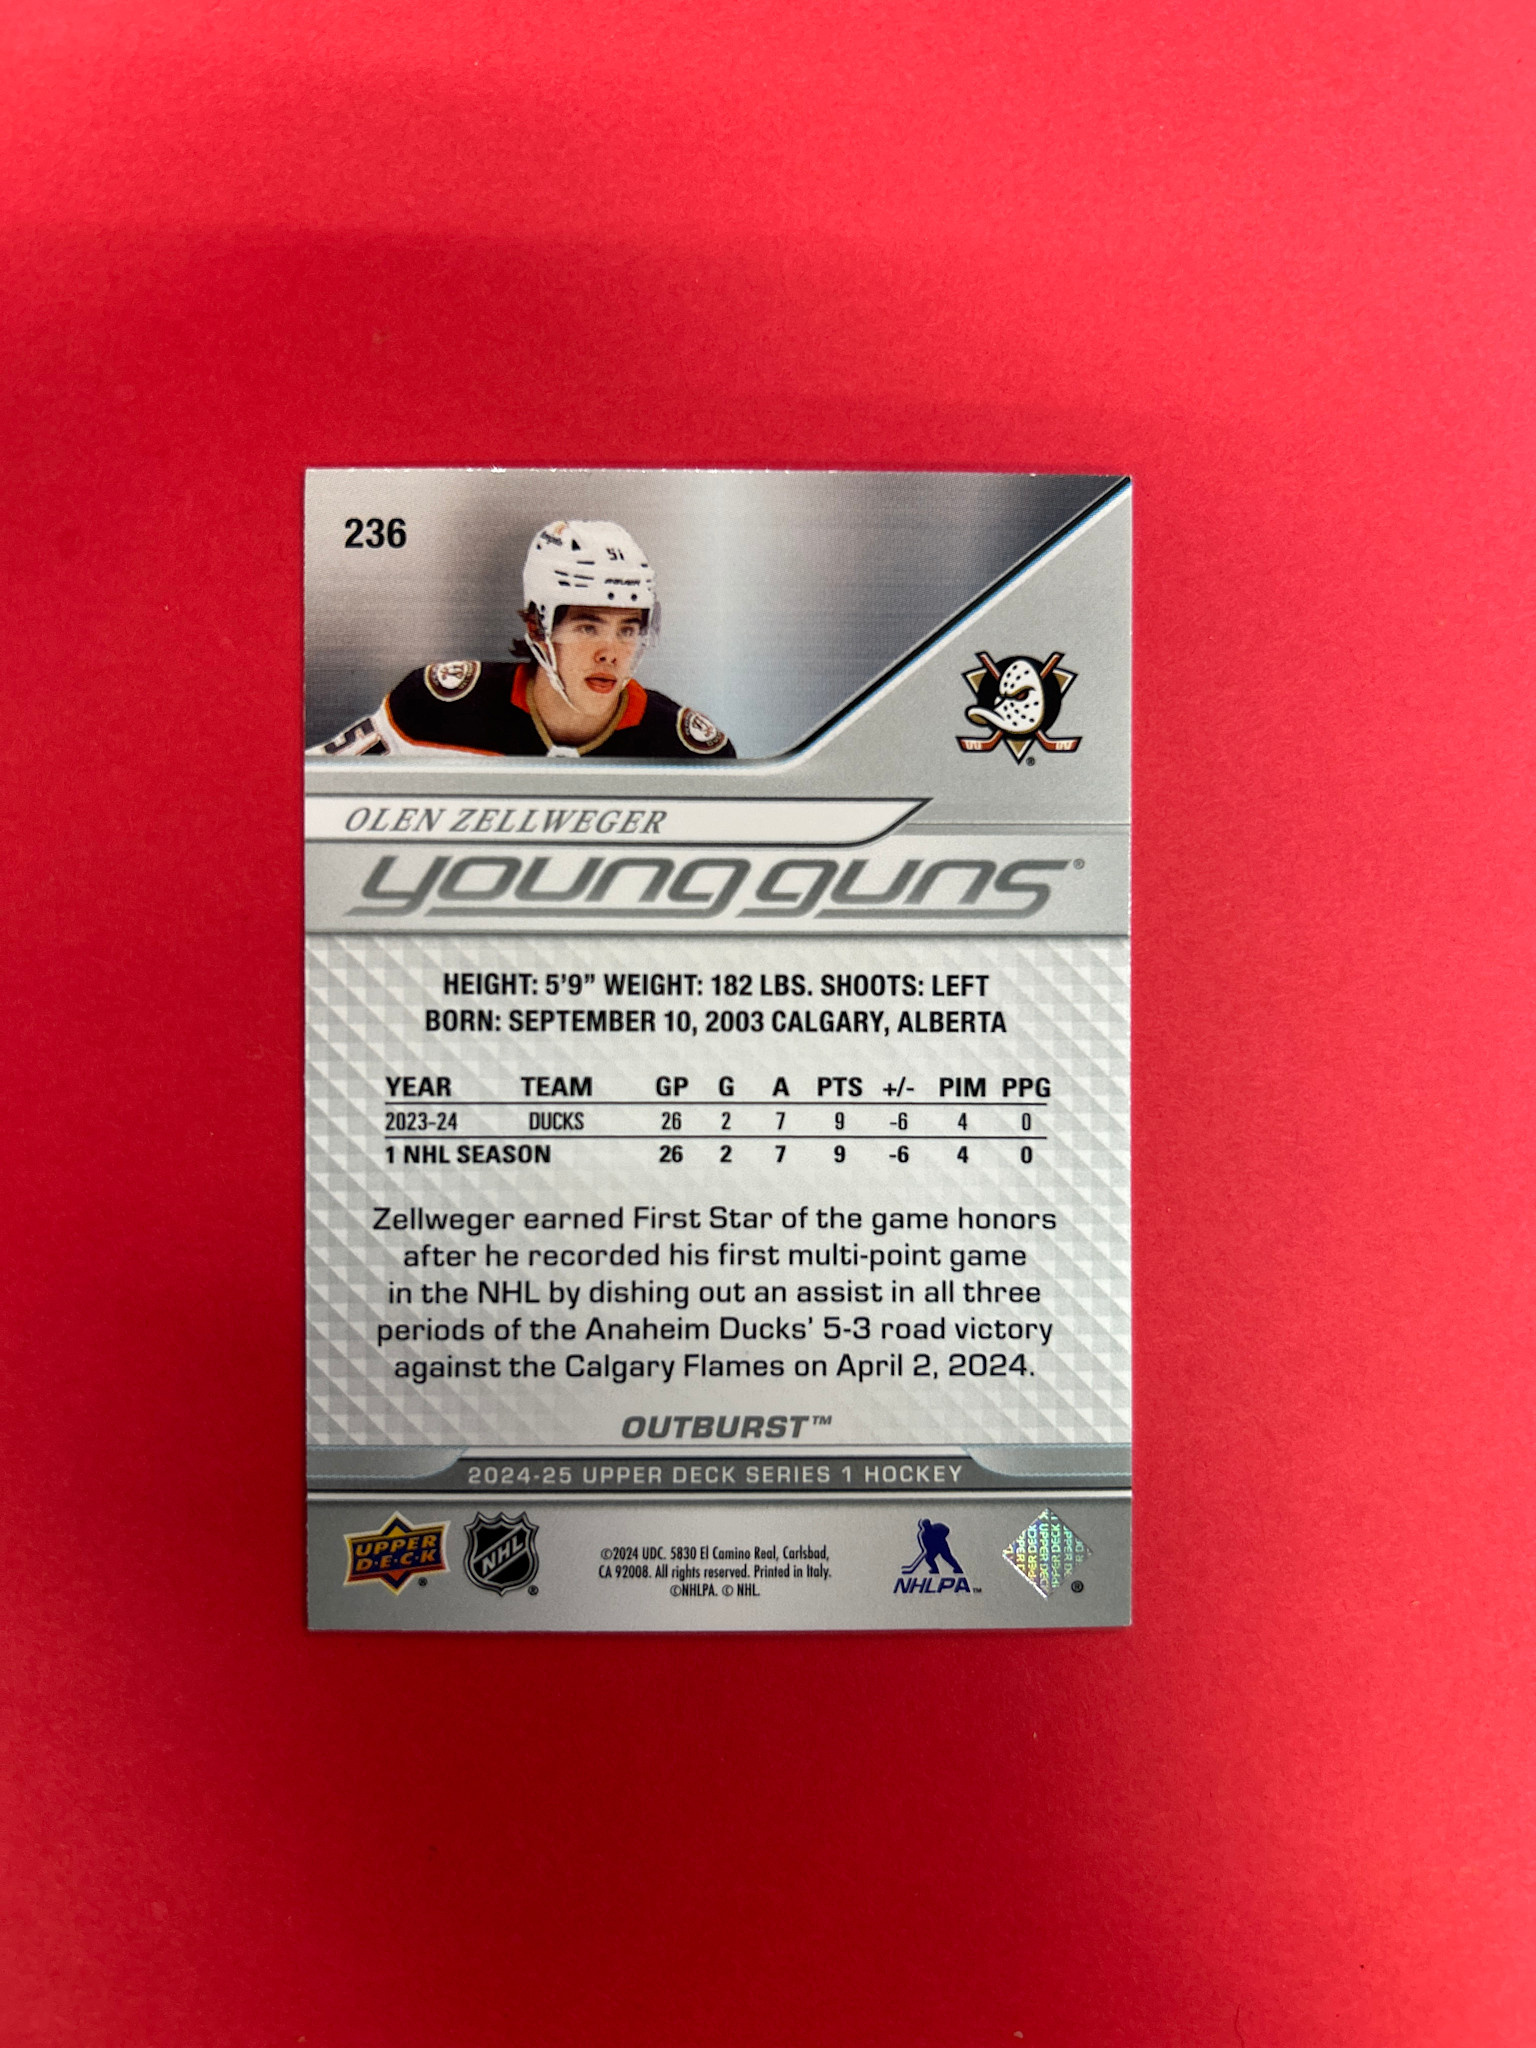 236
51
BAUER
51
OLEN ZELLWEGER
young guns®
HEIGHT: 5'9” WEIGHT: 182 LBS. SHOOTS: LEFT
BORN: SEPTEMBER 10, 2003 CALGARY, ALBERTA
YEAR TEAM GP G A PTS +/- PIM PPG
2023-24 DUCKS 26 2 7 9 -6 4 0
1 NHL SEASON 26 2 7 9 -6 4 0
Zellweger earned First Star of the game honors
after he recorded his first multi-point game
in the NHL by dishing out an assist in all three
periods of the Anaheim Ducks’ 5-3 road victory
against the Calgary Flames on April 2, 2024.
OUTBURST™
2024-25 UPPER DECK SERIES 1 HOCKEY
UPPER
D·E·C·K
®
NHL
®
©2024 UDC. 5830 El Camino Real, Carlsbad,
CA 92008. All rights reserved. Printed in Italy.
©NHLPA. © NHL.
NHLPA™
UPPER DECK
®